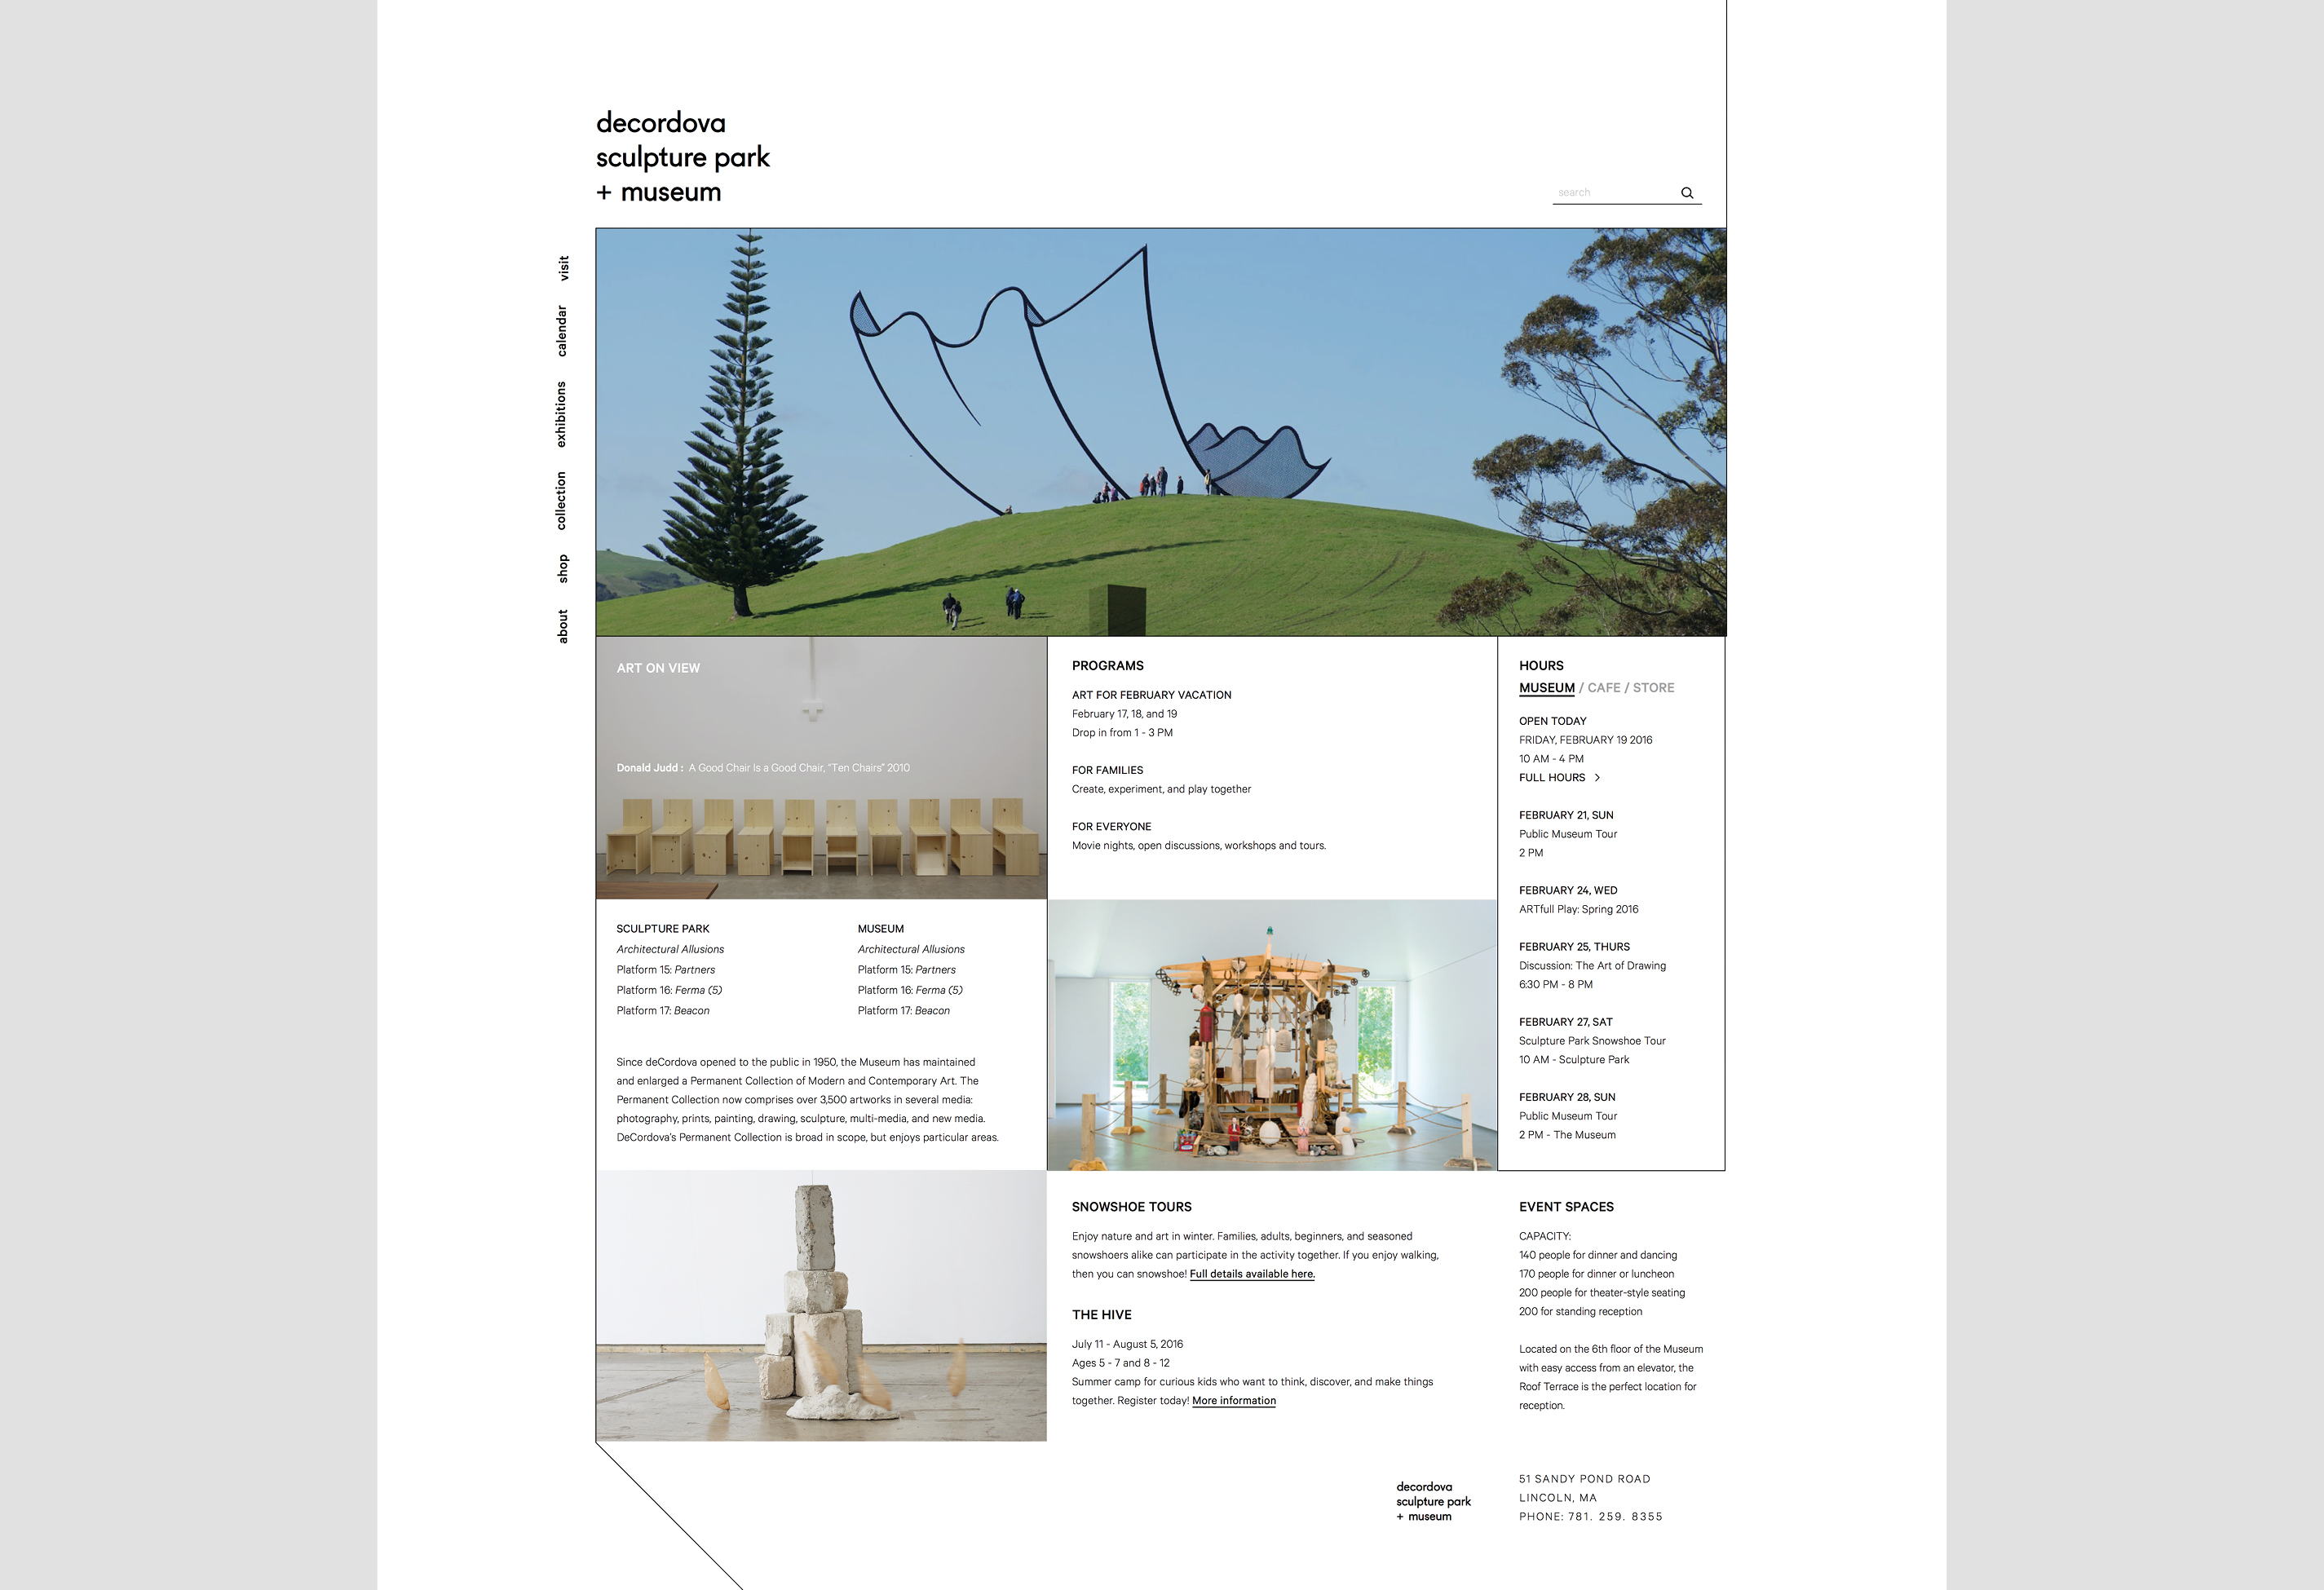 decordova
sculpture park
+ museum
search
visit
calendar
exhibitions
collection
shop
about
ART ON VIEW
Donald Judd : A Good Chair Is a Good Chair, “Ten Chairs” 2010
SCULPTURE PARK
Architectural Allusions
Platform 15: Partners
Platform 16: Ferma (5)
Platform 17: Beacon
MUSEUM
Architectural Allusions
Platform 15: Partners
Platform 16: Ferma (5)
Platform 17: Beacon
Since deCordova opened to the public in 1950, the Museum has maintained
and enlarged a Permanent Collection of Modern and Contemporary Art. The
Permanent Collection now comprises over 3,500 artworks in several media:
photography, prints, painting, drawing, sculpture, multi-media, and new media.
DeCordova's Permanent Collection is broad in scope, but enjoys particular areas.
PROGRAMS
ART FOR FEBRUARY VACATION
February 17, 18, and 19
Drop in from 1 - 3 PM
FOR FAMILIES
Create, experiment, and play together
FOR EVERYONE
Movie nights, open discussions, workshops and tours.
HOURS
MUSEUM / CAFE / STORE
OPEN TODAY
FRIDAY, FEBRUARY 19 2016
10 AM - 4 PM
FULL HOURS >
FEBRUARY 21, SUN
Public Museum Tour
2 PM
FEBRUARY 24, WED
ARTfull Play: Spring 2016
FEBRUARY 25, THURS
Discussion: The Art of Drawing
6:30 PM - 8 PM
FEBRUARY 27, SAT
Sculpture Park Snowshoe Tour
10 AM - Sculpture Park
FEBRUARY 28, SUN
Public Museum Tour
2 PM - The Museum
SNOWSHOE TOURS
Enjoy nature and art in winter. Families, adults, beginners, and seasoned
snowshoers alike can participate in the activity together. If you enjoy walking,
then you can snowshoe! Full details available here.
THE HIVE
July 11 - August 5, 2016
Ages 5 - 7 and 8 - 12
Summer camp for curious kids who want to think, discover, and make things
together. Register today! More information
EVENT SPACES
CAPACITY:
140 people for dinner and dancing
170 people for dinner or luncheon
200 people for theater-style seating
200 for standing reception
Located on the 6th floor of the Museum
with easy access from an elevator, the
Roof Terrace is the perfect location for
reception.
decordova
sculpture park
+ museum
51 SANDY POND ROAD
LINCOLN, MA
PHONE: 781. 259. 8355